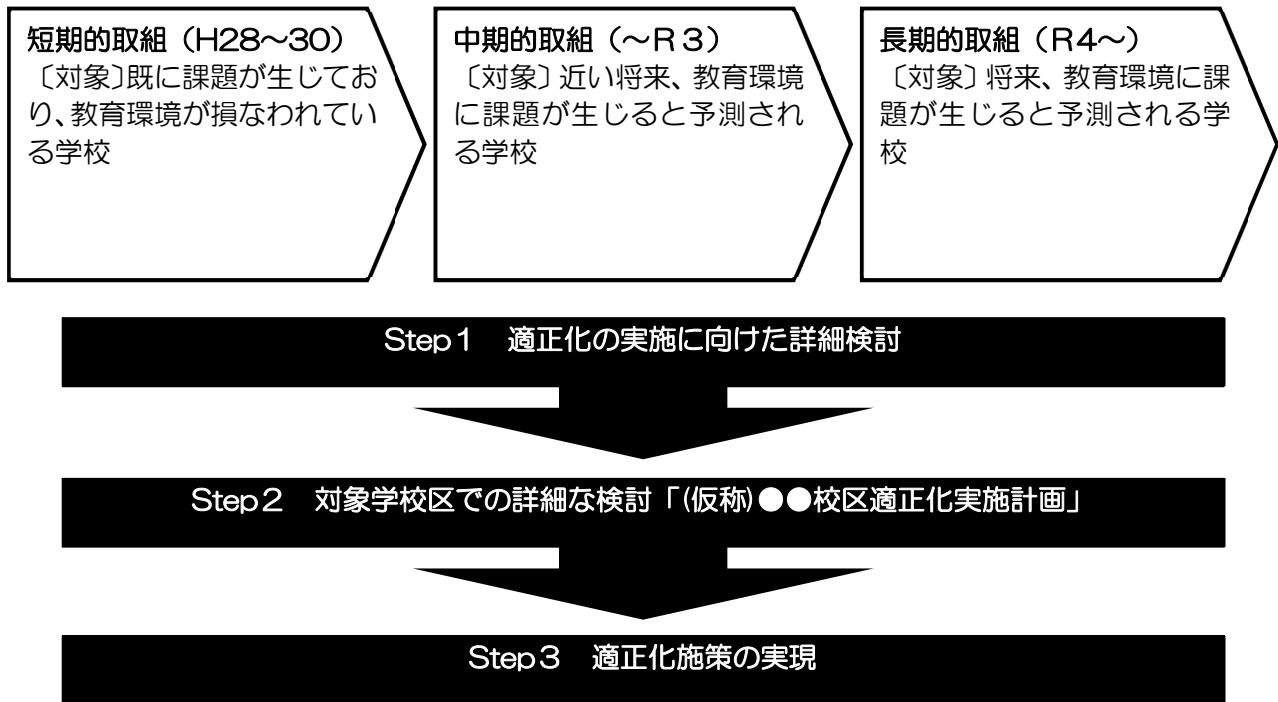 短期的取組（H28～30）
〔対象〕既に課題が生じてお
り、教育環境が損なわれてい
る学校
中期的取組（～R３）
〔対象〕近い将来、教育環境
に課題が生じると予測され
る学校
長期的取組（R4～）
〔対象〕将来、教育環境に課
題が生じると予測される学
校
Step１　適正化の実施に向けた詳細検討
Step２　対象学校区での詳細な検討「(仮称)●●校区適正化実施計画」
Step３　適正化施策の実現